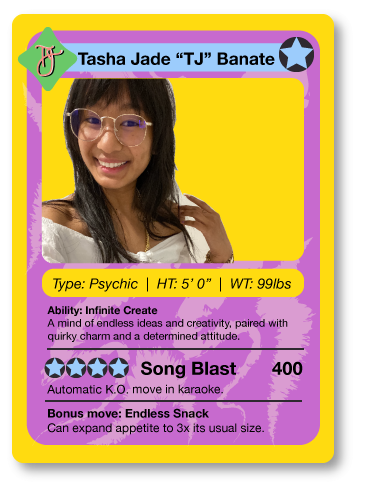 TJ
Tasha Jade “TJ” Banate
Type: Psychic | HT: 5’ 0” | WT: 99lbs
Ability: Infinite Create
A mind of endless ideas and creativity, paired with
quirky charm and a determined attitude.
Song Blast 400
Automatic K.O. move in karaoke.
Bonus move: Endless Snack
Can expand appetite to 3x its usual size.